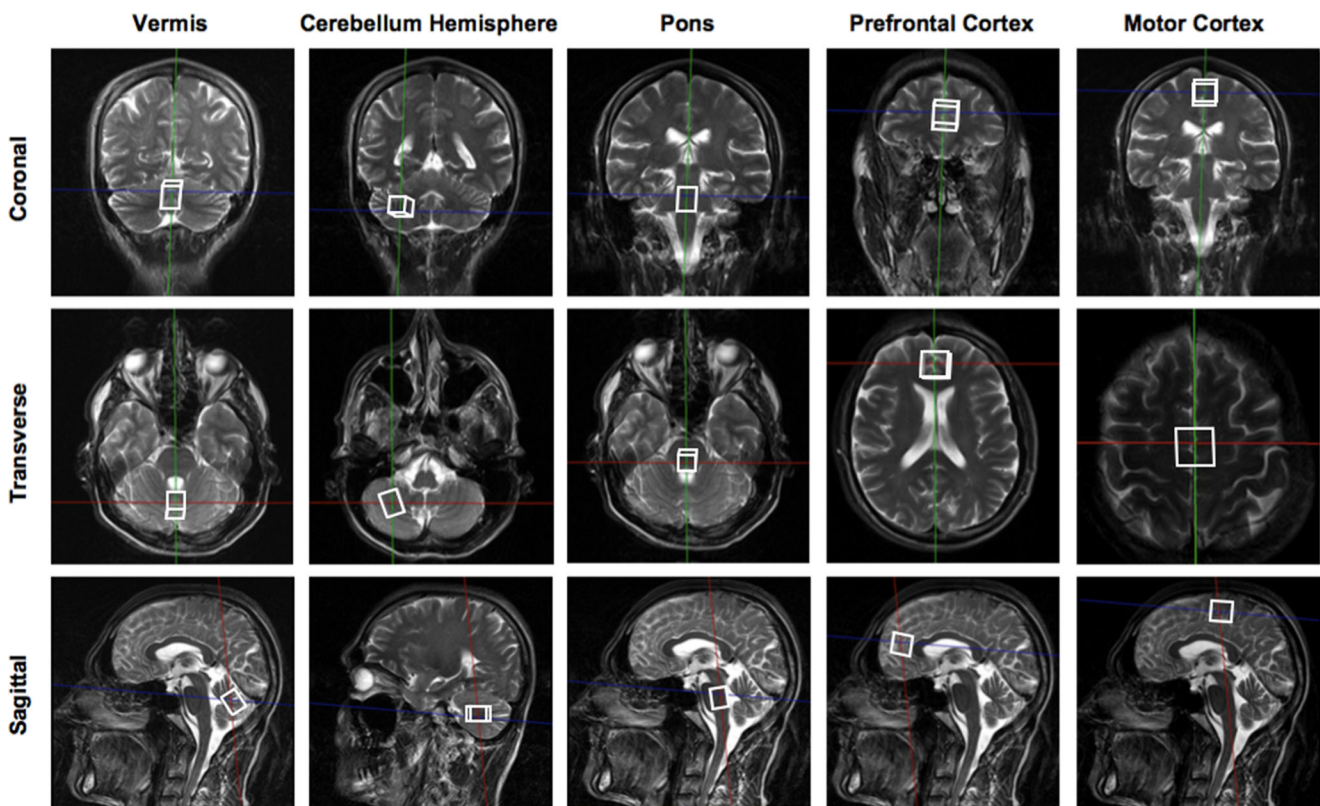 Vermis Cerebellum Hemisphere Pons Prefrontal Cortex Motor Cortex
Coronal
Transverse
Sagittal